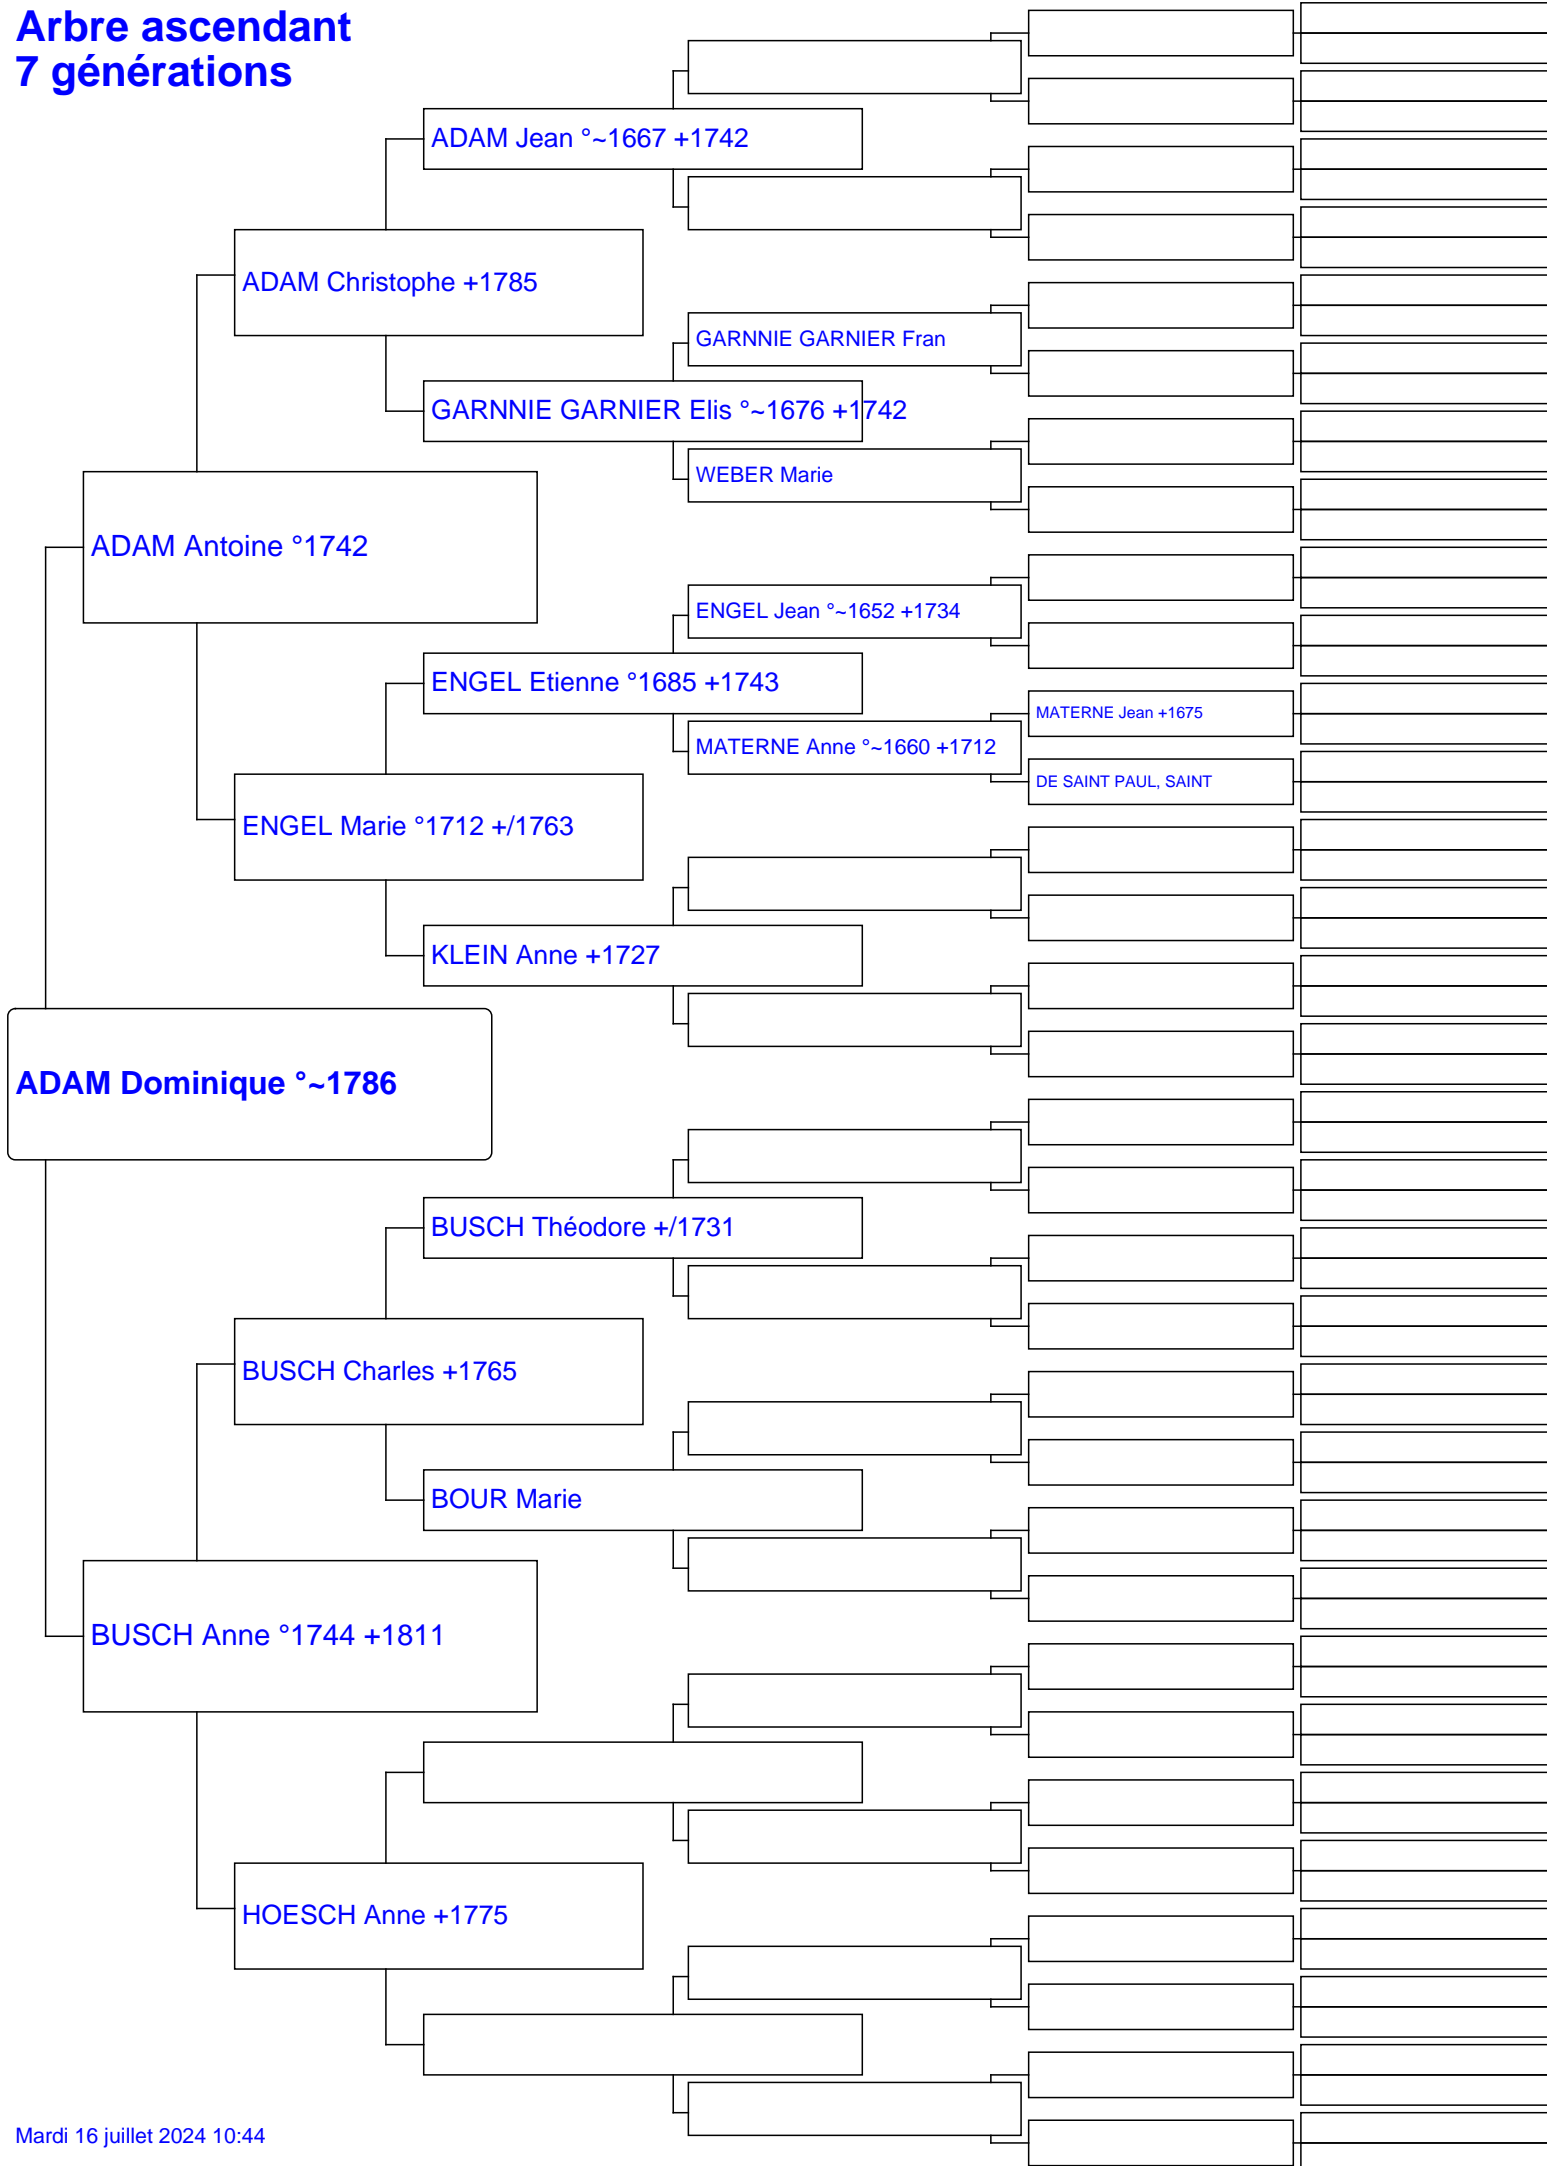 Arbre ascendant
7 générations
ADAM Jean °~1667 +1742
ADAM Christophe +1785
GARNNIE GARNIER Fran
GARNNIE GARNIER Elis °~1676 +1742
WEBER Marie
ADAM Antoine °1742
ENGEL Jean °~1652 +1734
ENGEL Etienne °1685 +1743
MATERNE Jean +1675
MATERNE Anne °~1660 +1712
DE SAINT PAUL, SAINT
ENGEL Marie °1712 +/1763
KLEIN Anne +1727
ADAM Dominique °~1786
BUSCH Théodore +/1731
BUSCH Charles +1765
BOUR Marie
BUSCH Anne °1744 +1811
HOESCH Anne +1775
Mardi 16 juillet 2024 10:44